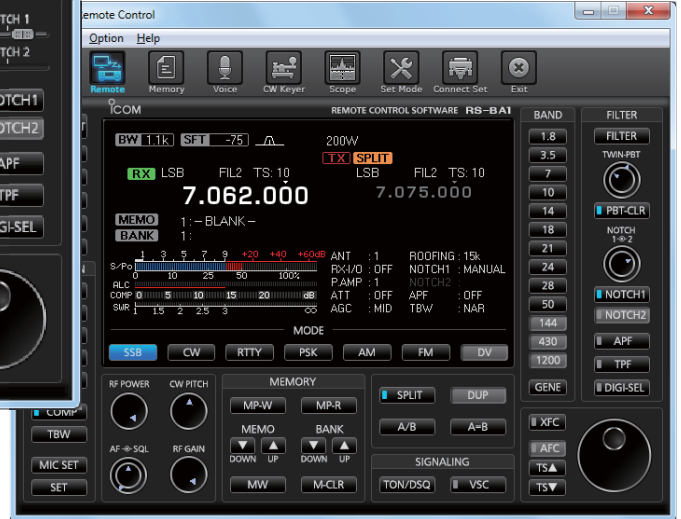 TCH 1
TCH 2
OTCH1
OTCH2
APF
TPF
GI-SEL
emote Control
Option Help
Remote Memory Voice CW Keyer Scope Set Mode Connect Set Exit
ICOM REMOTE CONTROL SOFTWARE RS-BA1
BW 1.1k SFT -75 200W
TX SPLIT
RX LSB FIL2 TS: 10 LSB FIL2 TS: 10
7.062.000 7.075.000
MEMO 1: – BLANK –
BANK 1:
1 3 5 7 9 +20 +40 +60dB
S/Po
0 10 25 50 100%
ALC
COMP 0 5 10 15 20 dB
SWR 1 1.5 2 2.5 3 ∞
ANT :1 ROOFING : 15k
RX-I/O : OFF NOTCH1 : MANUAL
P.AMP : 1 NOTCH2 :
ATT : OFF APF : OFF
AGC : MID TBW : NAR
MODE
SSB CW RTTY PSK AM FM DV
COMP
TBW
MIC SET
SET
RF POWER CW PITCH
AF SQL RF GAIN
MEMORY
MP-W MP-R
MEMO BANK
DOWN UP DOWN UP
MW M-CLR
SPLIT DUP
A/B A=B
SIGNALING
TON/DSQ VSC
BAND
1.8
3.5
7
10
14
18
21
24
28
50
144
430
1200
GENE
XFC
AFC
TS▲
TS▼
FILTER
FILTER
TWIN-PBT
PBT-CLR
NOTCH
1-◎-2
NOTCH1
NOTCH2
APF
TPF
DIGI-SEL